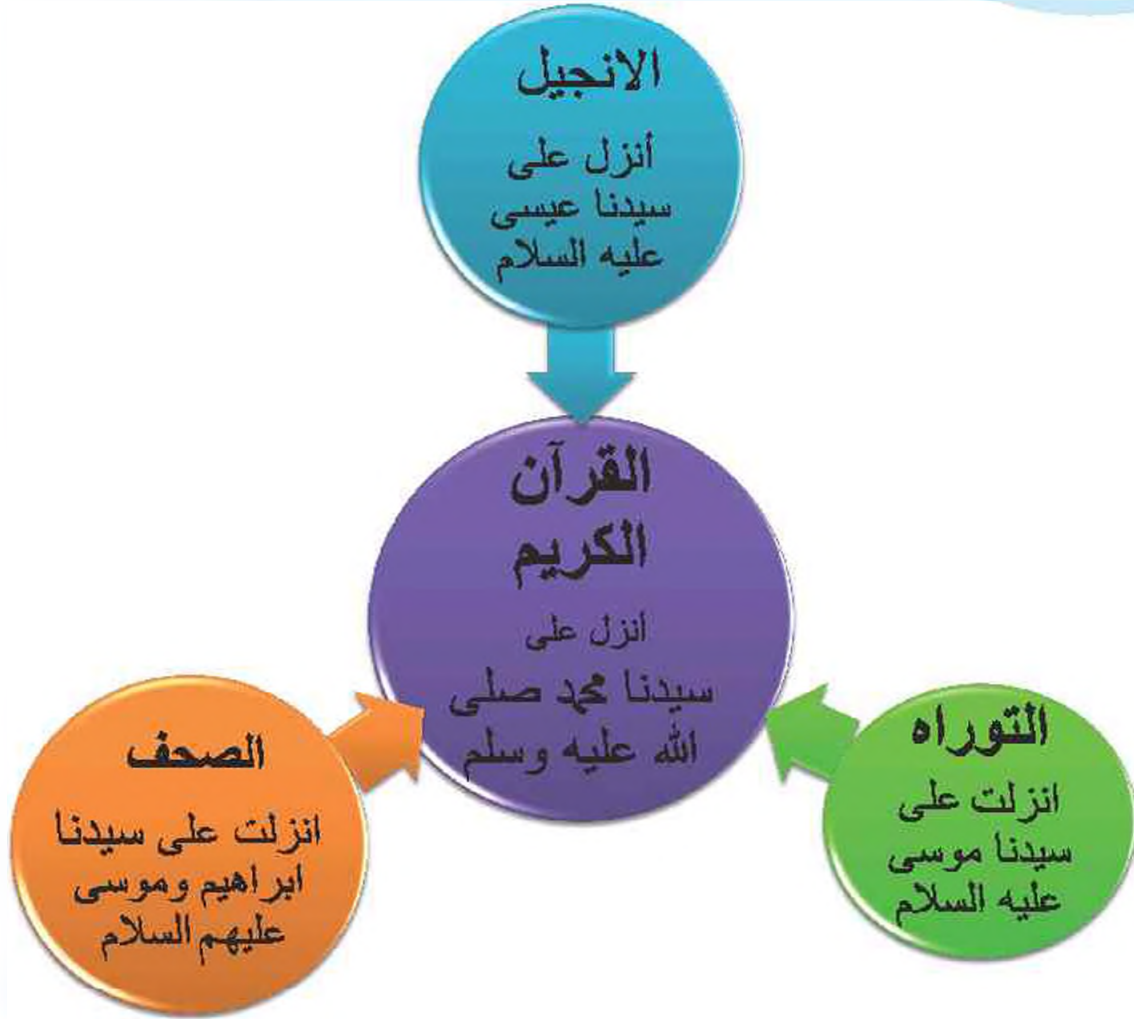 الانجيل
أنزل على
سيدنا عيسى
عليه السلام
القرآن
الكريم
أنزل على
سيدنا محمد صلى
الله عليه وسلم
التوراه
انزلت على
سيدنا موسى
عليه السلام
الصحف
انزلت على سيدنا
ابراهيم وموسى
عليهم السلام